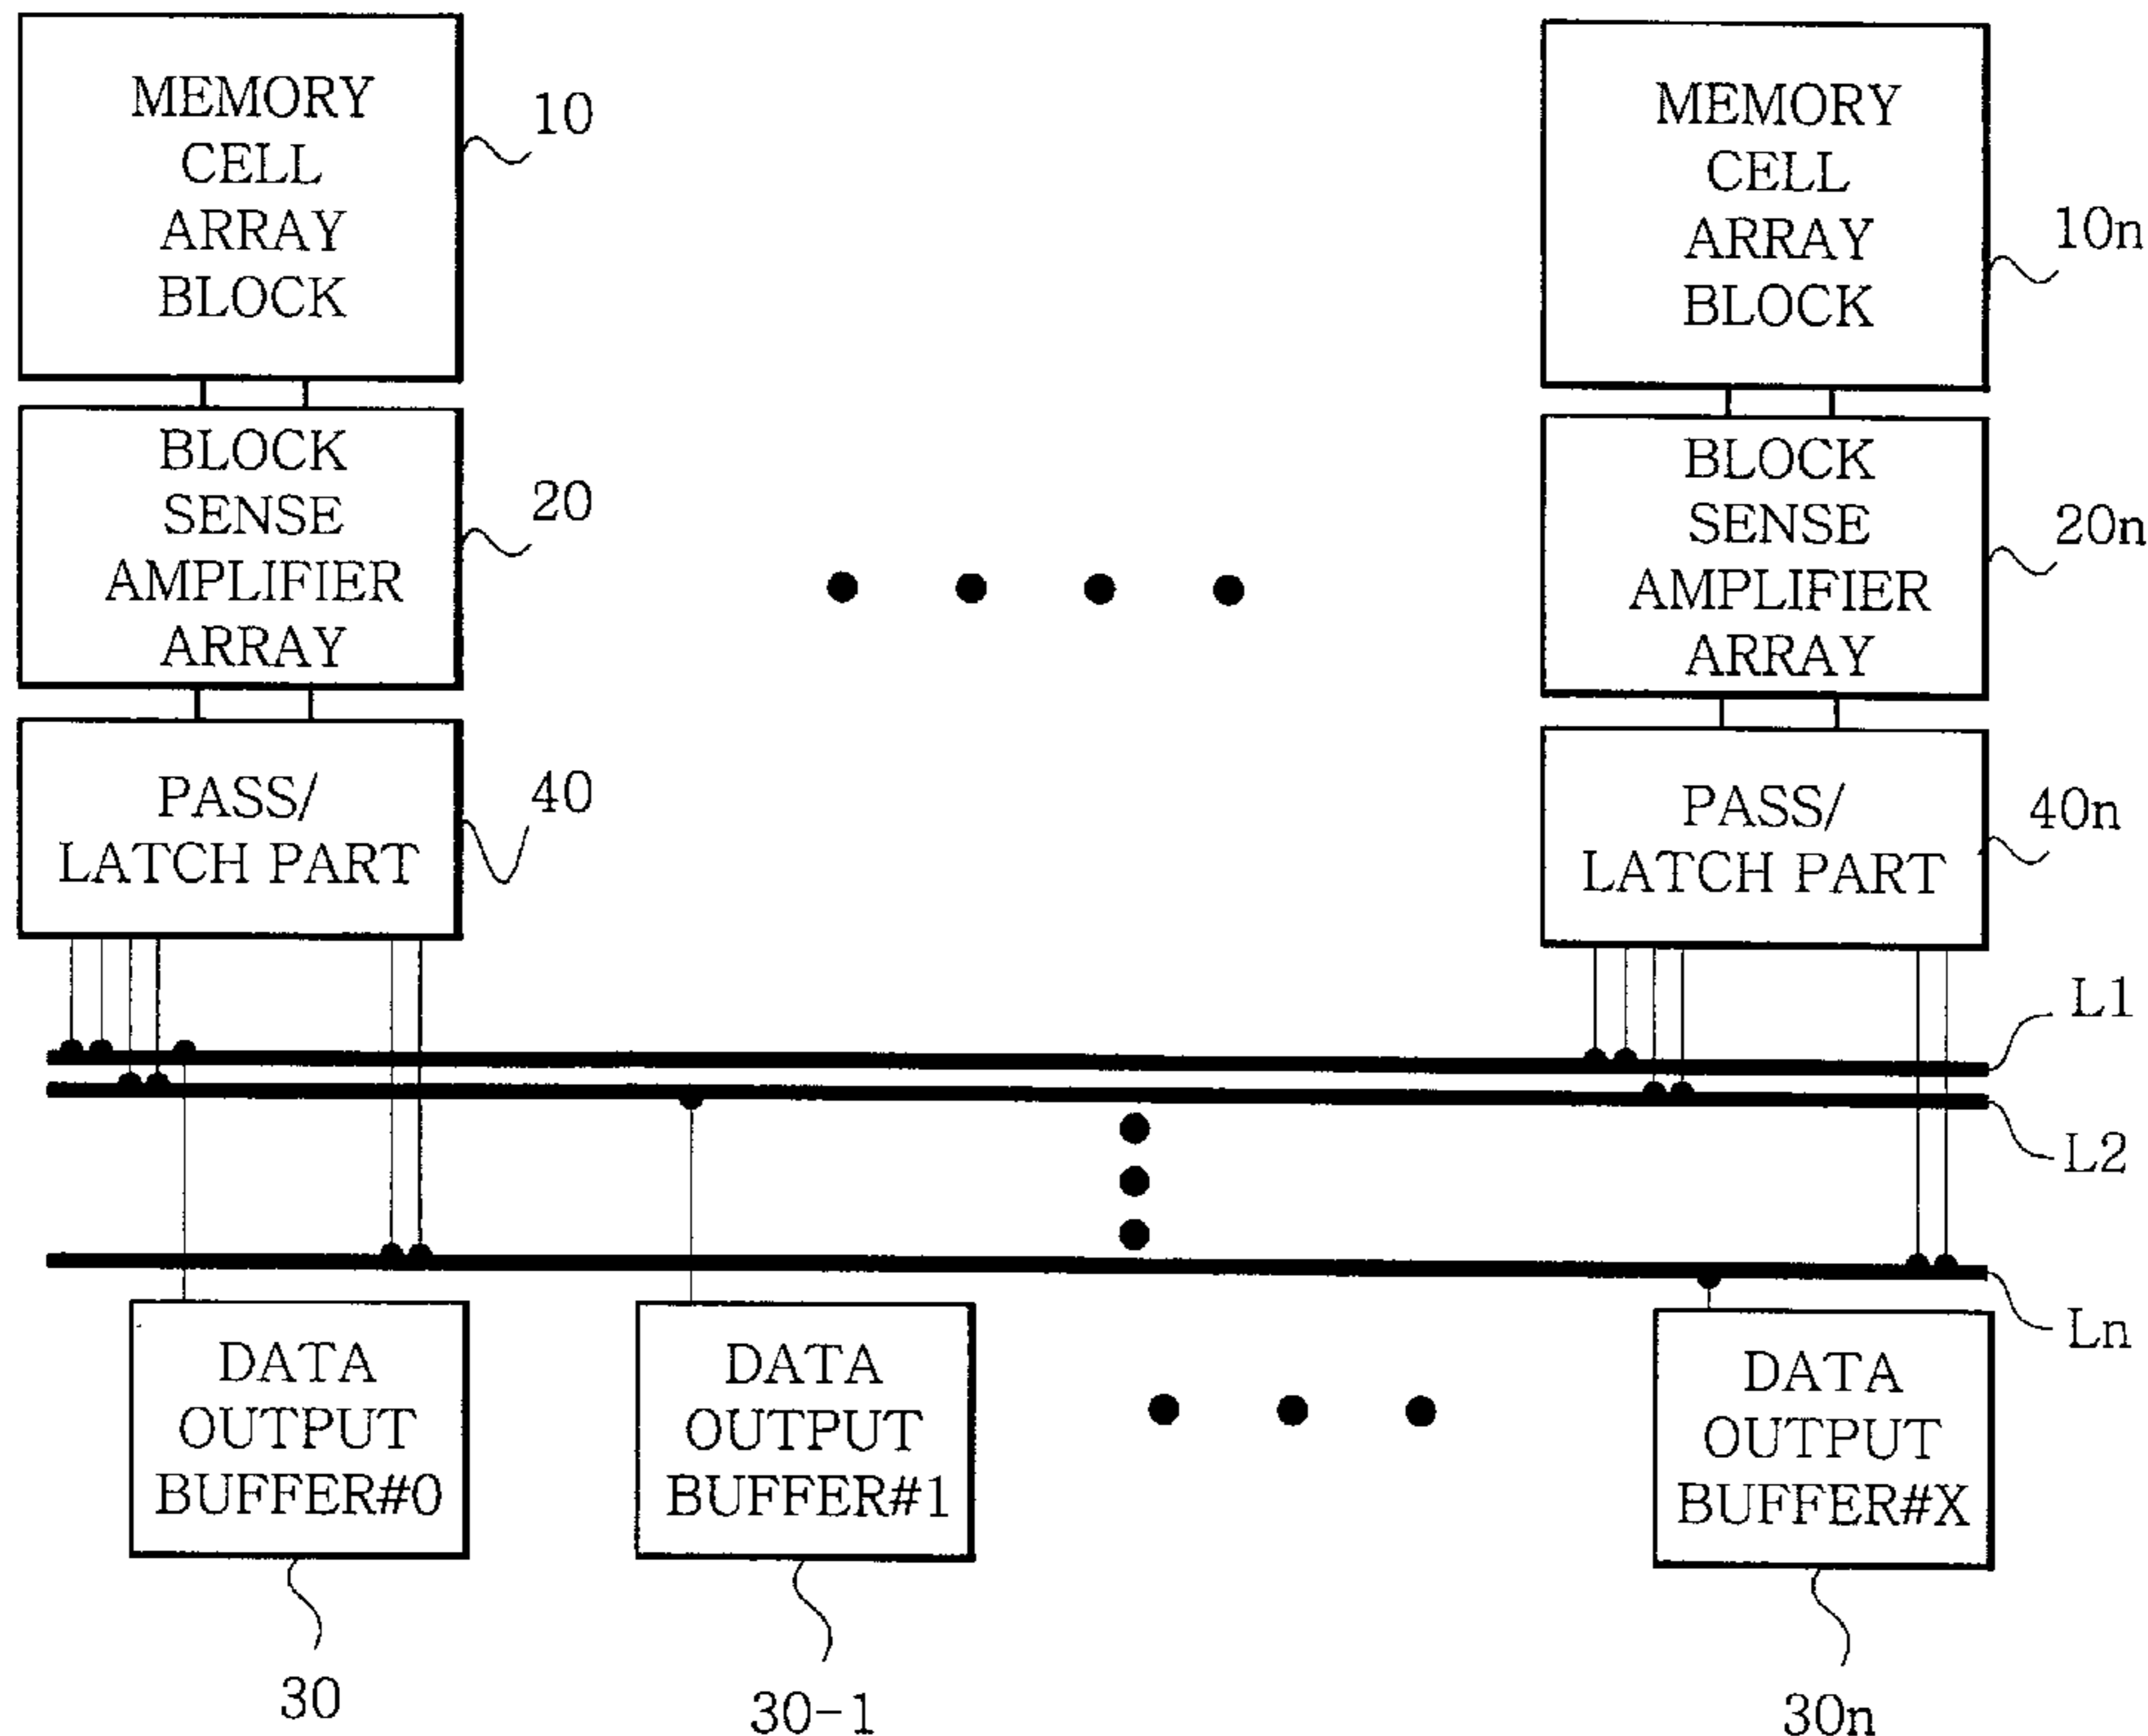 MEMORY
CELL
ARRAY
BLOCK
10
MEMORY
CELL
ARRAY
BLOCK
10n
BLOCK
SENSE
AMPLIFIER
ARRAY
20
BLOCK
SENSE
AMPLIFIER
ARRAY
20n
PASS/
LATCH PART
40
PASS/
LATCH PART
40n
L1
L2
Ln
DATA
OUTPUT
BUFFER#0
DATA
OUTPUT
BUFFER#1
DATA
OUTPUT
BUFFER#X
30
30-1
30n